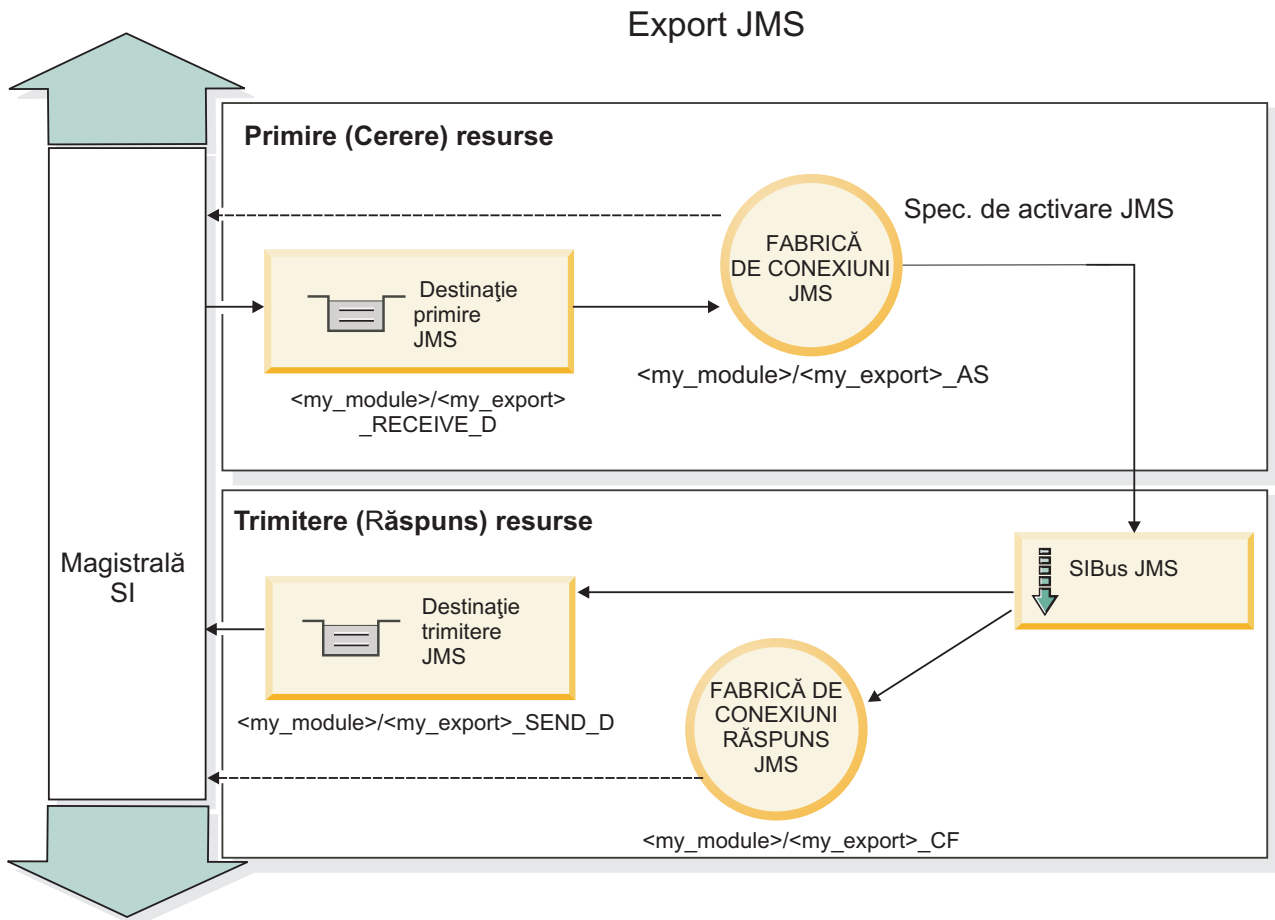 Export JMS
Primire (Cerere) resurse
FABRICĂ
DE CONEXIUNI
JMS
Spec. de activare JMS
Destinaţie
primire
JMS
<my_module>/<my_export>_AS
<my_module>/<my_export>
_RECEIVE_D
Magistrală
SI
Trimitere (Răspuns) resurse
SIBus JMS
Destinaţie
trimitere
JMS
<my_module>/<my_export>_SEND_D
FABRICĂ DE
CONEXIUNI
RĂSPUNS
JMS
<my_module>/<my_export>_CF